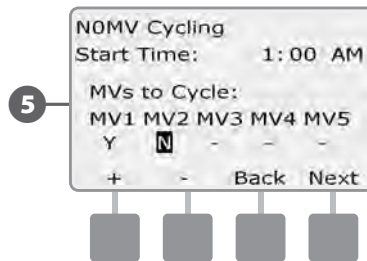 N0MV Cycling
Start Time: 1:00 AM
MVs to Cycle:
MV1 MV2 MV3 MV4 MV5
Y N - - -
+ - Back Next
5